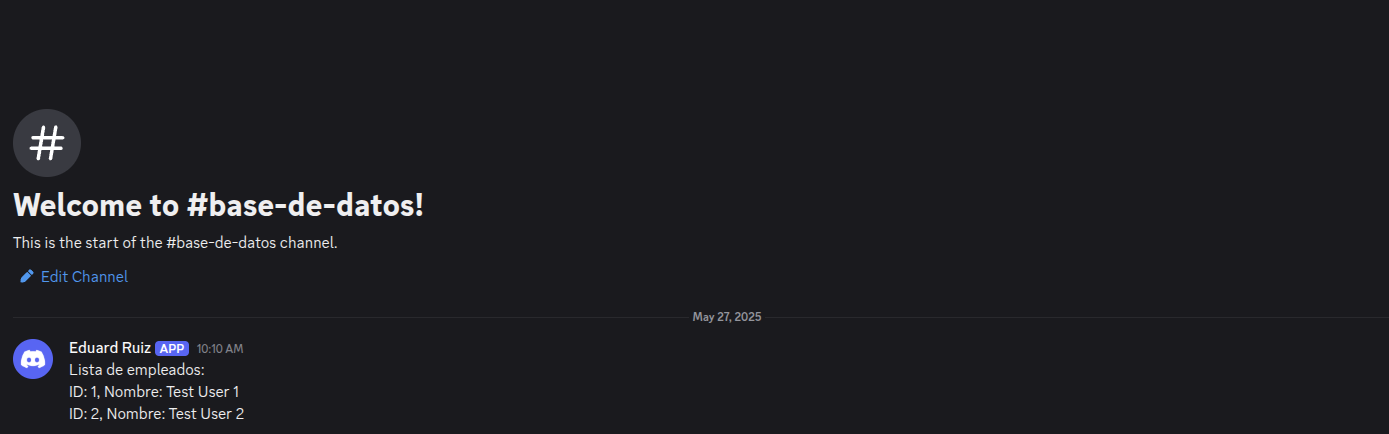 #
Welcome to #base-de-datos!
This is the start of the #base-de-datos channel.
Edit Channel
May 27, 2025
Eduard Ruiz APP 10:10 AM
Lista de empleados:
ID: 1, Nombre: Test User 1
ID: 2, Nombre: Test User 2